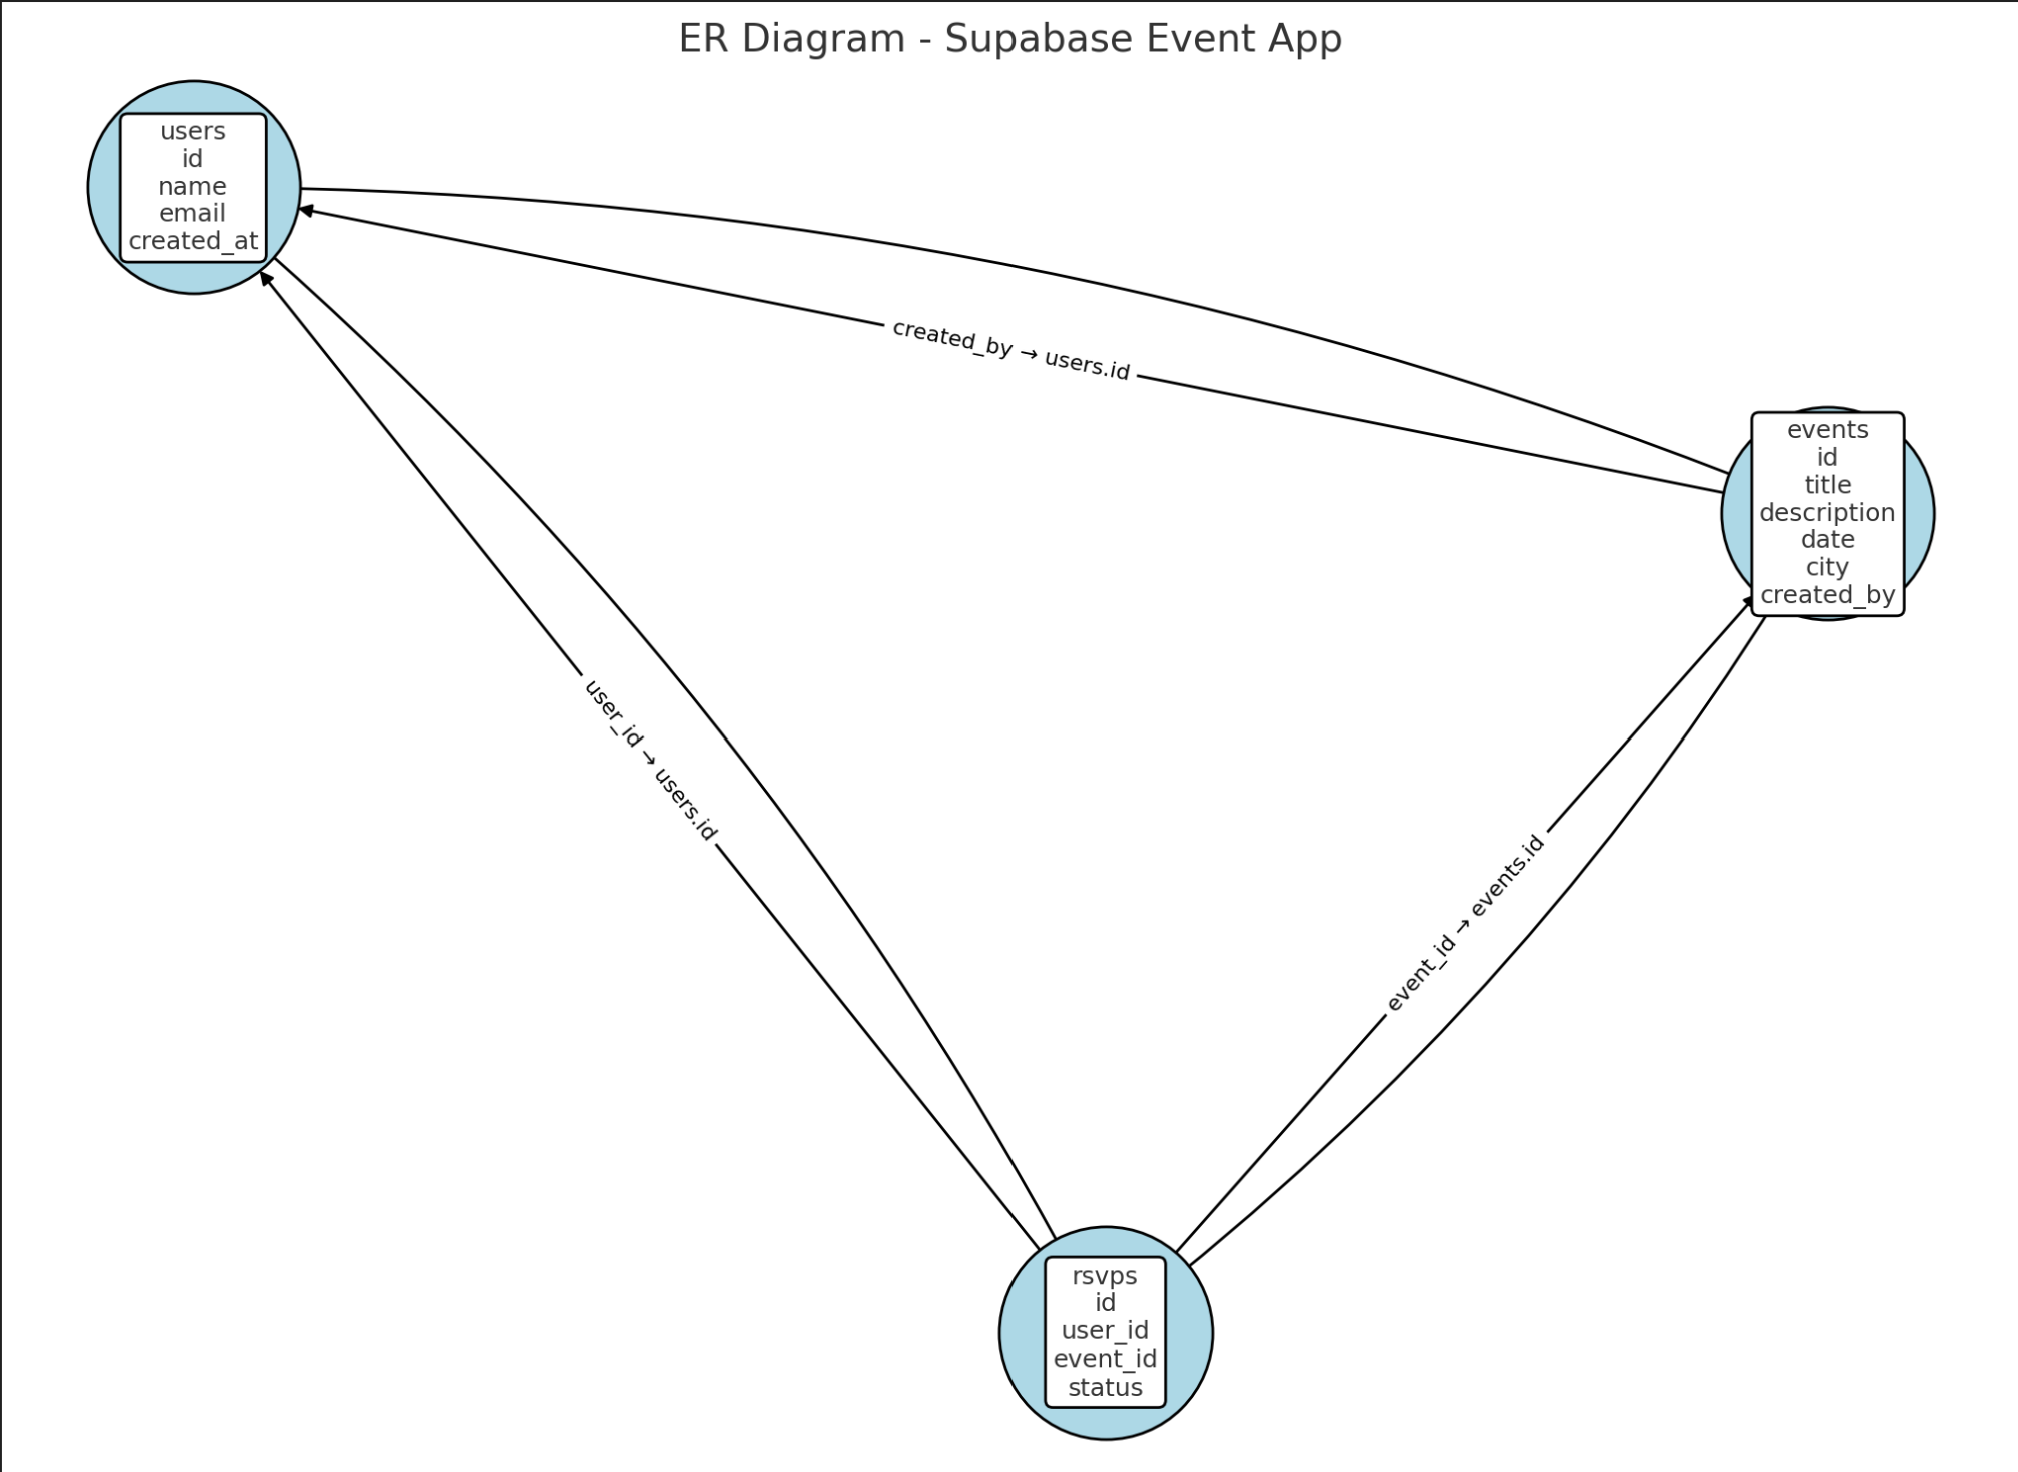 ER Diagram - Supabase Event App
users
id
name
email
created_at
created_by → users.id
events
id
title
description
date
city
created_by
user_id → users.id
event_id → events.id
rsvps
id
user_id
event_id
status